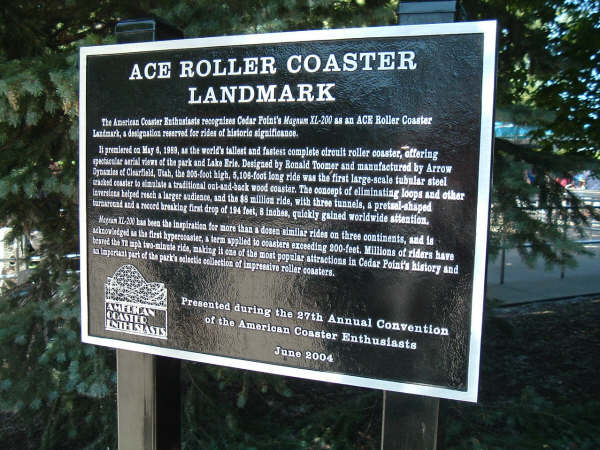 ACE ROLLER COASTER
LANDMARK
The American Coaster Enthusiasts recognizes Cedar Point's Magnum XL-200 as an ACE Roller Coaster
Landmark, a designation reserved for rides of historic significance.
It premiered on May 6, 1989, as the world's tallest and fastest complete circuit roller coaster, offering
spectacular aerial views of the park and Lake Erie. Designed by Ronald Toomer and manufactured by Arrow
Dynamics of Clearfield, Utah, the 205-foot high, 5,106-foot long ride was the first large-scale tubular steel
tracked coaster to simulate a traditional out-and-back wood coaster. The concept of eliminating loops and other
inversions helped reach a larger audience, and the $8 million ride, with three tunnels, a pretzel-shaped
turnaround and a record breaking first drop of 194 feet, 8 inches, quickly gained worldwide attention.
Magnum XL-200 has been the inspiration for more than a dozen similar rides on three continents, and is
acknowledged as the first hypercoaster, a term applied to coasters exceeding 200-feet. Millions of riders have
braved the 72 mph two-minute ride, making it one of the most popular attractions in Cedar Point's history and
an important part of the park's eclectic collection of impressive roller coasters.
AMERICAN
COASTER
ENTHUSIASTS
Presented during the 27th Annual Convention
of the American Coaster Enthusiasts
June 2004